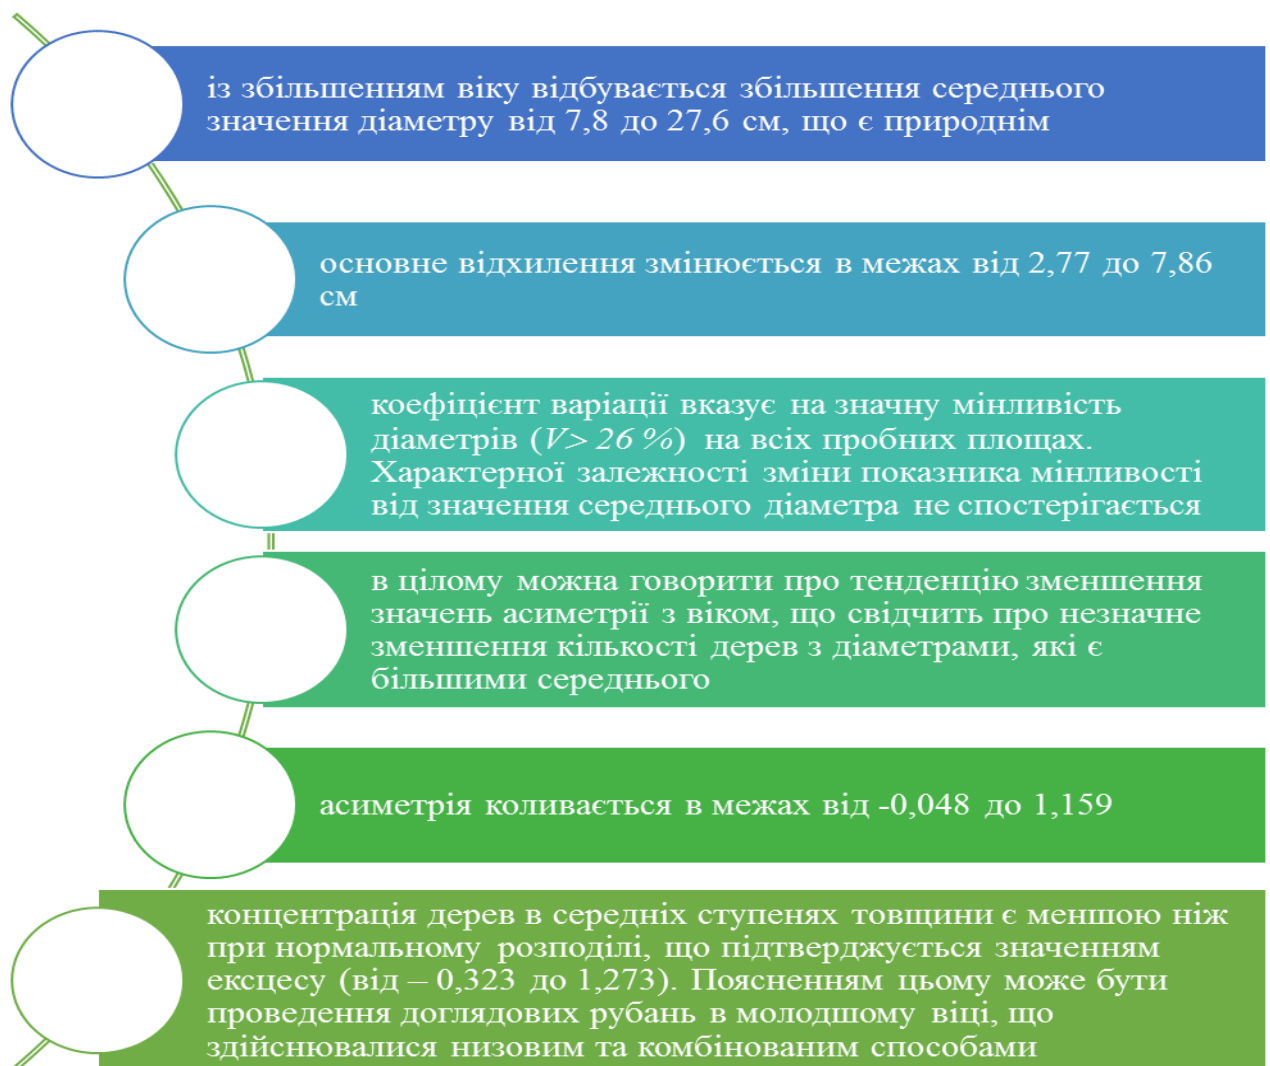 із збільшенням віку відбувається збільшення середнього
значення діаметру від 7,8 до 27,6 см, що є природнім
основне відхилення змінюється в межах від 2,77 до 7,86
см
коефіцієнт варіації вказує на значну мінливість
діаметрів (V> 26 %) на всіх пробних площах.
Характерної залежності зміни показника мінливості
від значення середнього діаметра не спостерігається
в цілому можна говорити про тенденцію зменшення
значень асиметрії з віком, що свідчить про незначне
зменшення кількості дерев з діаметрами, які є
більшими середнього
асиметрія коливається в межах від -0,048 до 1,159
концентрація дерев в середніх ступенях товщини є меншою ніж
при нормальному розподілі, що підтверджується значенням
ексцесу (від – 0,323 до 1,273). Поясненням цьому може бути
проведення доглядових рубань в молодшому віці, що
здійснювалися низовим та комбінованим способами